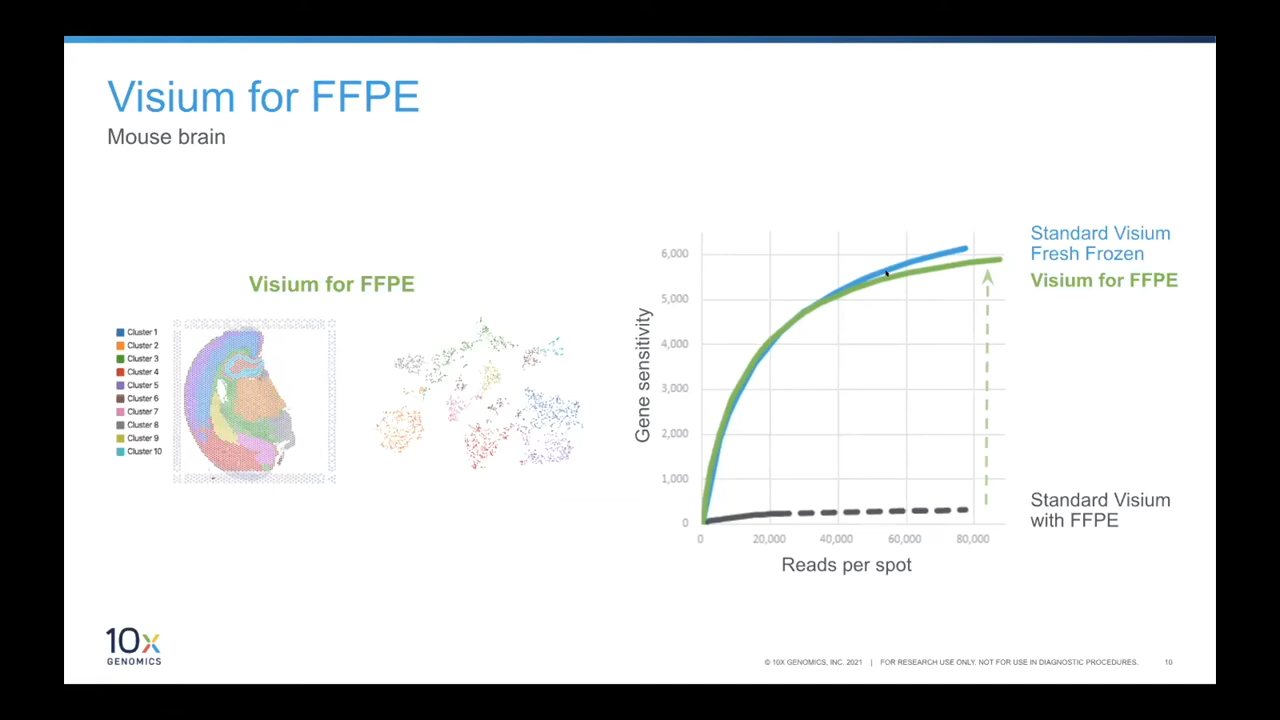 Visium for FFPE
Mouse brain
Visium for FFPE
Cluster 1
Cluster 2
Cluster 3
Cluster 4
Cluster 5
Cluster 6
Cluster 7
Cluster 8
Cluster 9
Cluster 10
Gene sensitivity
6,000
5,000
4,000
3,000
2,000
1,000
0
0 20,000 40,000 60,000 80,000
Reads per spot
Standard Visium
Fresh Frozen
Visium for FFPE
Standard Visium
with FFPE
10x
GENOMICS
© 10X GENOMICS, INC. 2021 | FOR RESEARCH USE ONLY. NOT FOR USE IN DIAGNOSTIC PROCEDURES. 10